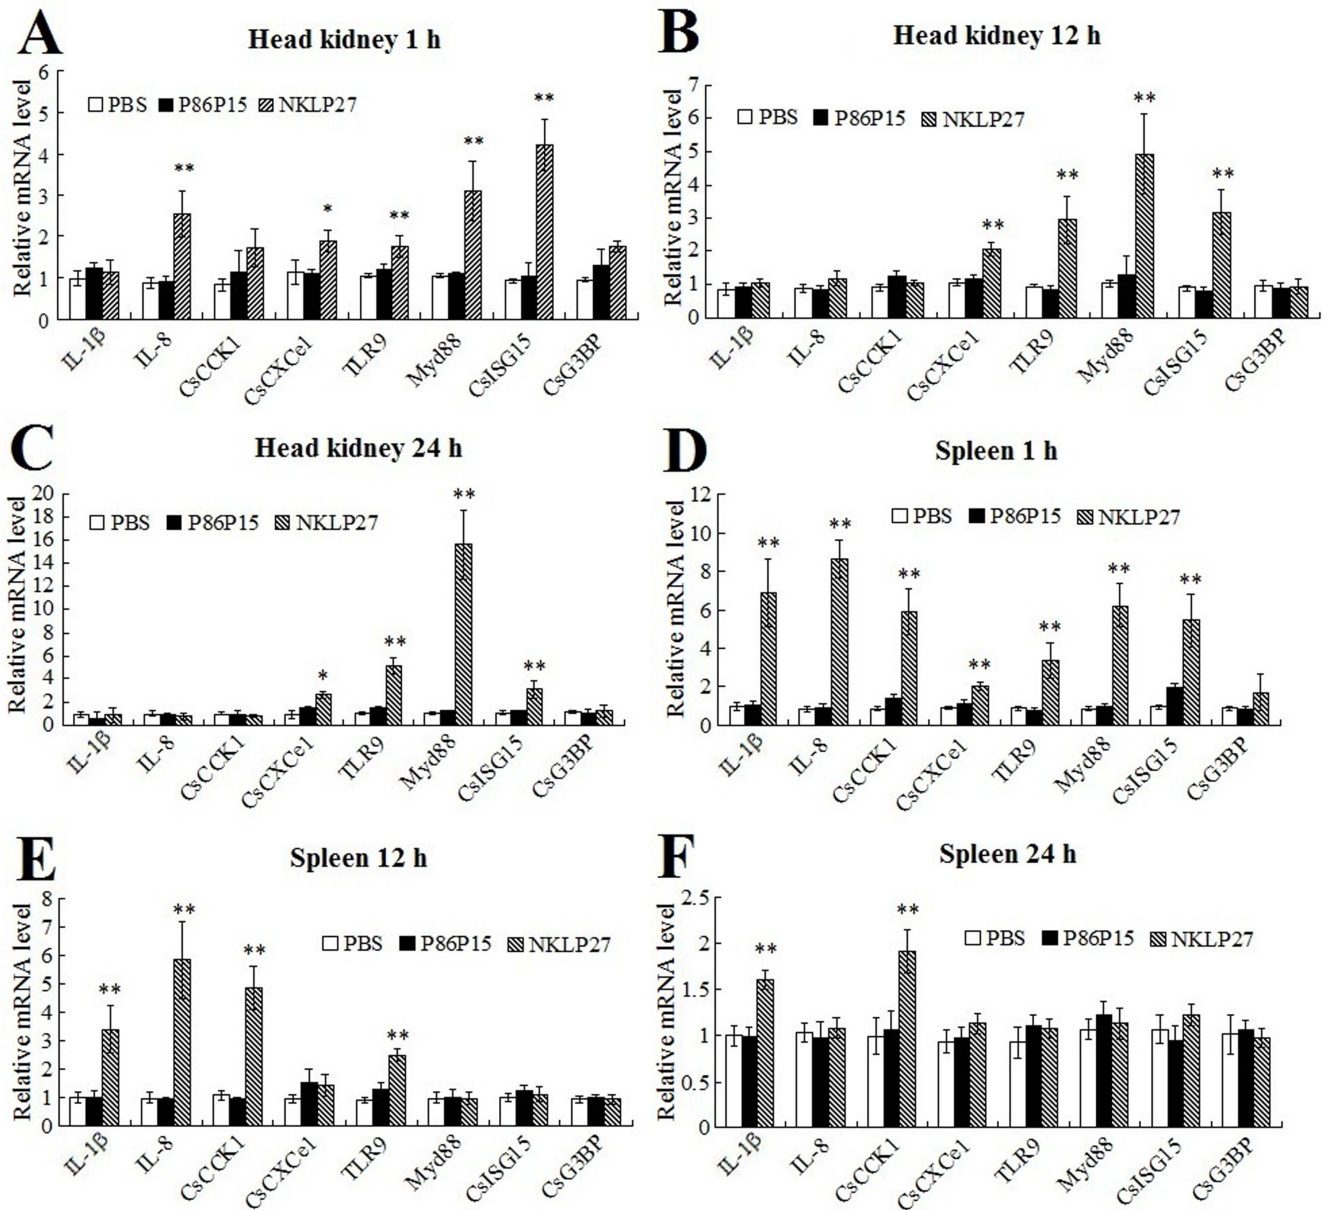 A
Head kidney 1 h
Relative mRNA level
6
5
4
3
2
1
0
PBS P86P15 NKLP27
**
*
**
**
**
IL-1β IL-8 CsCCK1 CsCXCe1 TLR9 Myd88 CsISG15 CsG3BP
B
Head kidney 12 h
Relative mRNA level
7
6
5
4
3
2
1
0
PBS P86P15 NKLP27
**
**
**
**
IL-1β IL-8 CsCCK1 CsCXCe1 TLR9 Myd88 CsISG15 CsG3BP
C
Head kidney 24 h
Relative mRNA level
20
18
16
14
12
10
8
6
4
2
0
PBS P86P15 NKLP27
*
**
**
**
IL-1β IL-8 CsCCK1 CsCXCe1 TLR9 Myd88 CsISG15 CsG3BP
D
Spleen 1 h
Relative mRNA level
12
10
8
6
4
2
0
PBS P86P15 NKLP27
**
**
**
**
**
**
**
IL-1β IL-8 CsCCK1 CsCXCe1 TLR9 Myd88 CsISG15 CsG3BP
E
Spleen 12 h
Relative mRNA level
8
7
6
5
4
3
2
1
0
PBS P86P15 NKLP27
**
**
**
**
IL-1β IL-8 CsCCK1 CsCXCe1 TLR9 Myd88 CsISG15 CsG3BP
F
Spleen 24 h
Relative mRNA level
2.5
2
1.5
1
0.5
0
PBS P86P15 NKLP27
**
**
IL-1β IL-8 CsCCK1 CsCXCe1 TLR9 Myd88 CsISG15 CsG3BP